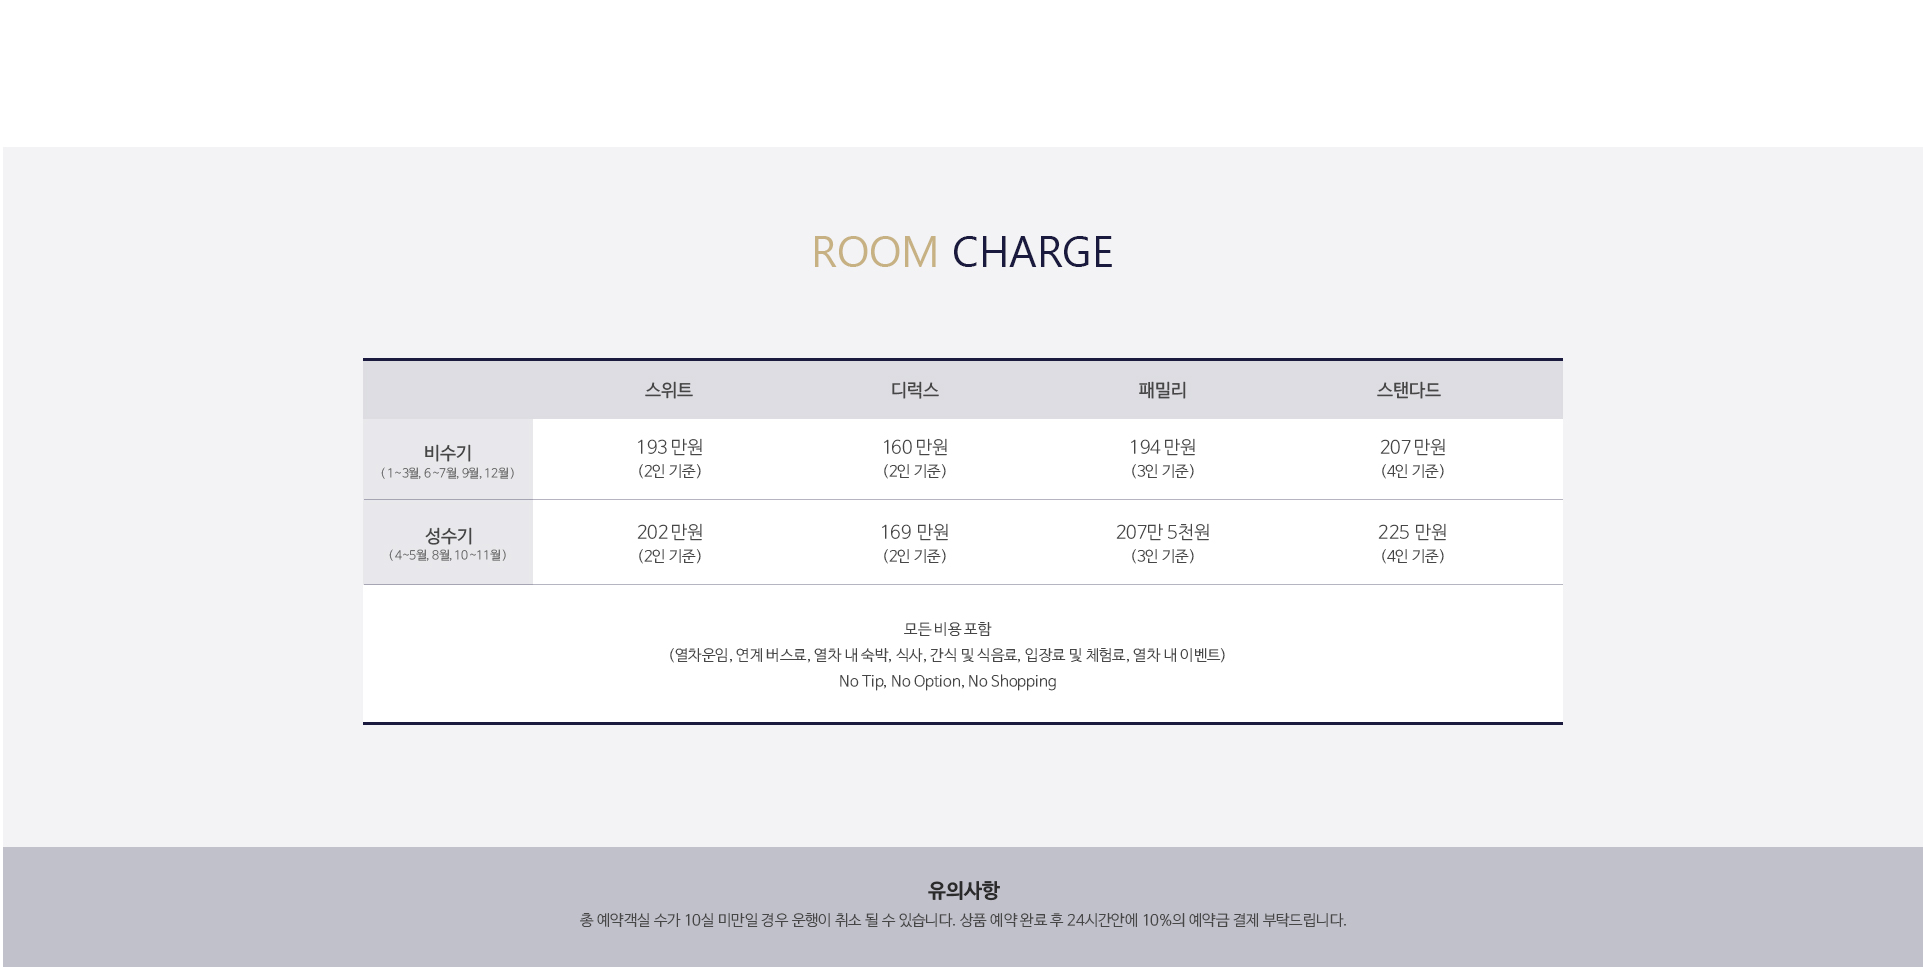 ROOM CHARGE
스위트 디럭스 패밀리 스탠다드
비수기
( 1~3월, 6~7월, 9월, 12월 )
193 만원 160 만원 194 만원 207 만원
(2인 기준) (2인 기준) (3인 기준) (4인 기준)
성수기
( 4~5월, 8월, 10~11월 )
202 만원 169 만원 207만 5천원 225 만원
(2인 기준) (2인 기준) (3인 기준) (4인 기준)
모든 비용 포함
(열차운임, 연계 버스료, 열차 내 숙박, 식사, 간식 및 식음료, 입장료 및 체험료, 열차 내 이벤트)
No Tip, No Option, No Shopping
유의사항
총 예약객실 수가 10실 미만일 경우 운행이 취소 될 수 있습니다. 상품 예약 완료 후 24시간안에 10%의 예약금 결제 부탁드립니다.